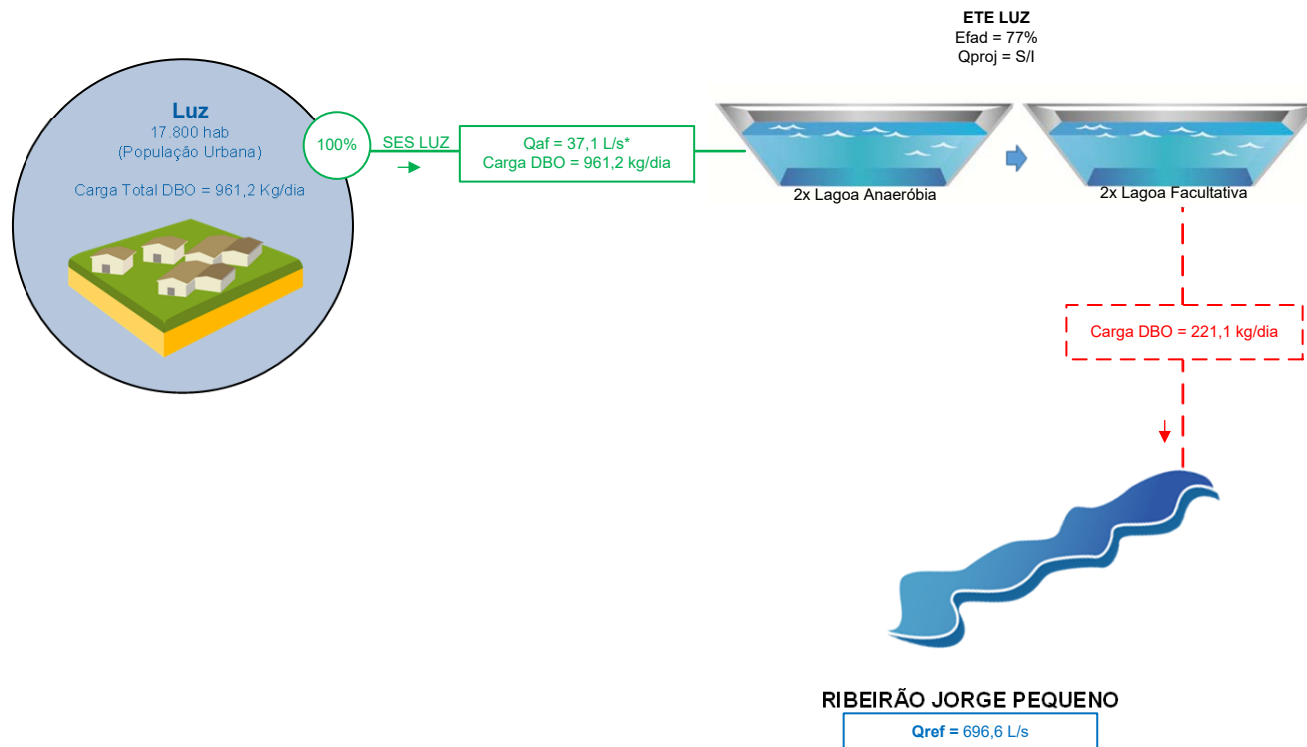 ETE LUZ
Efad = 77%
Qproj = S/I
Luz
17.800 hab
(População Urbana)
Carga Total DBO = 961,2 Kg/dia
100%
SES LUZ
Qaf = 37,1 L/s*
Carga DBO = 961,2 kg/dia
2x Lagoa Anaeróbia
2x Lagoa Facultativa
Carga DBO = 221,1 kg/dia
RIBEIRÃO JORGE PEQUENO
Qref = 696,6 L/s